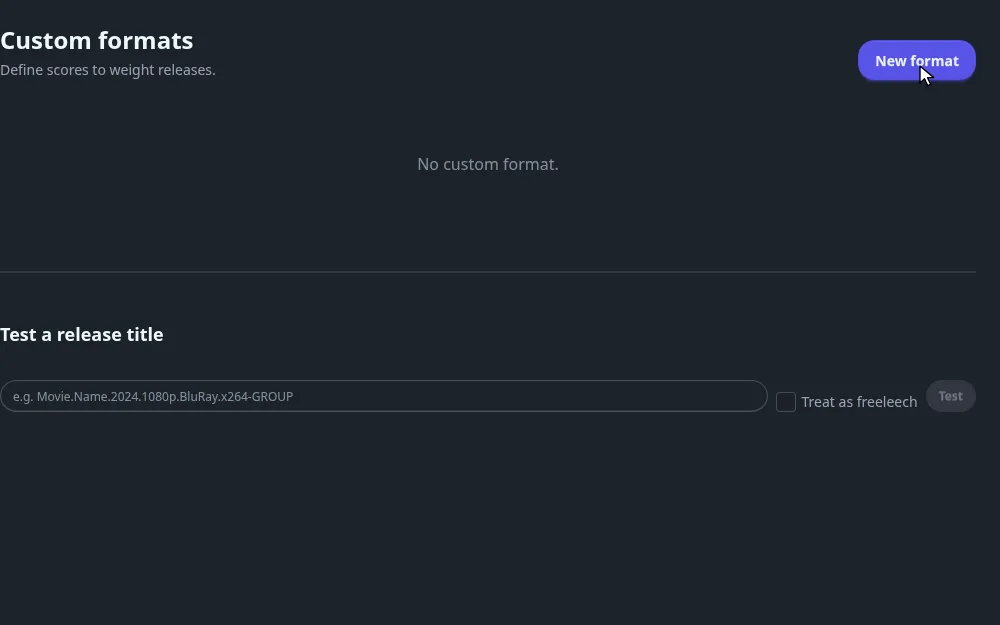 Custom formats
Define scores to weight releases.
New format
No custom format.
Test a release title
e.g. Movie.Name.2024.1080p.BluRay.x264-GROUP
Treat as freeleech
Test